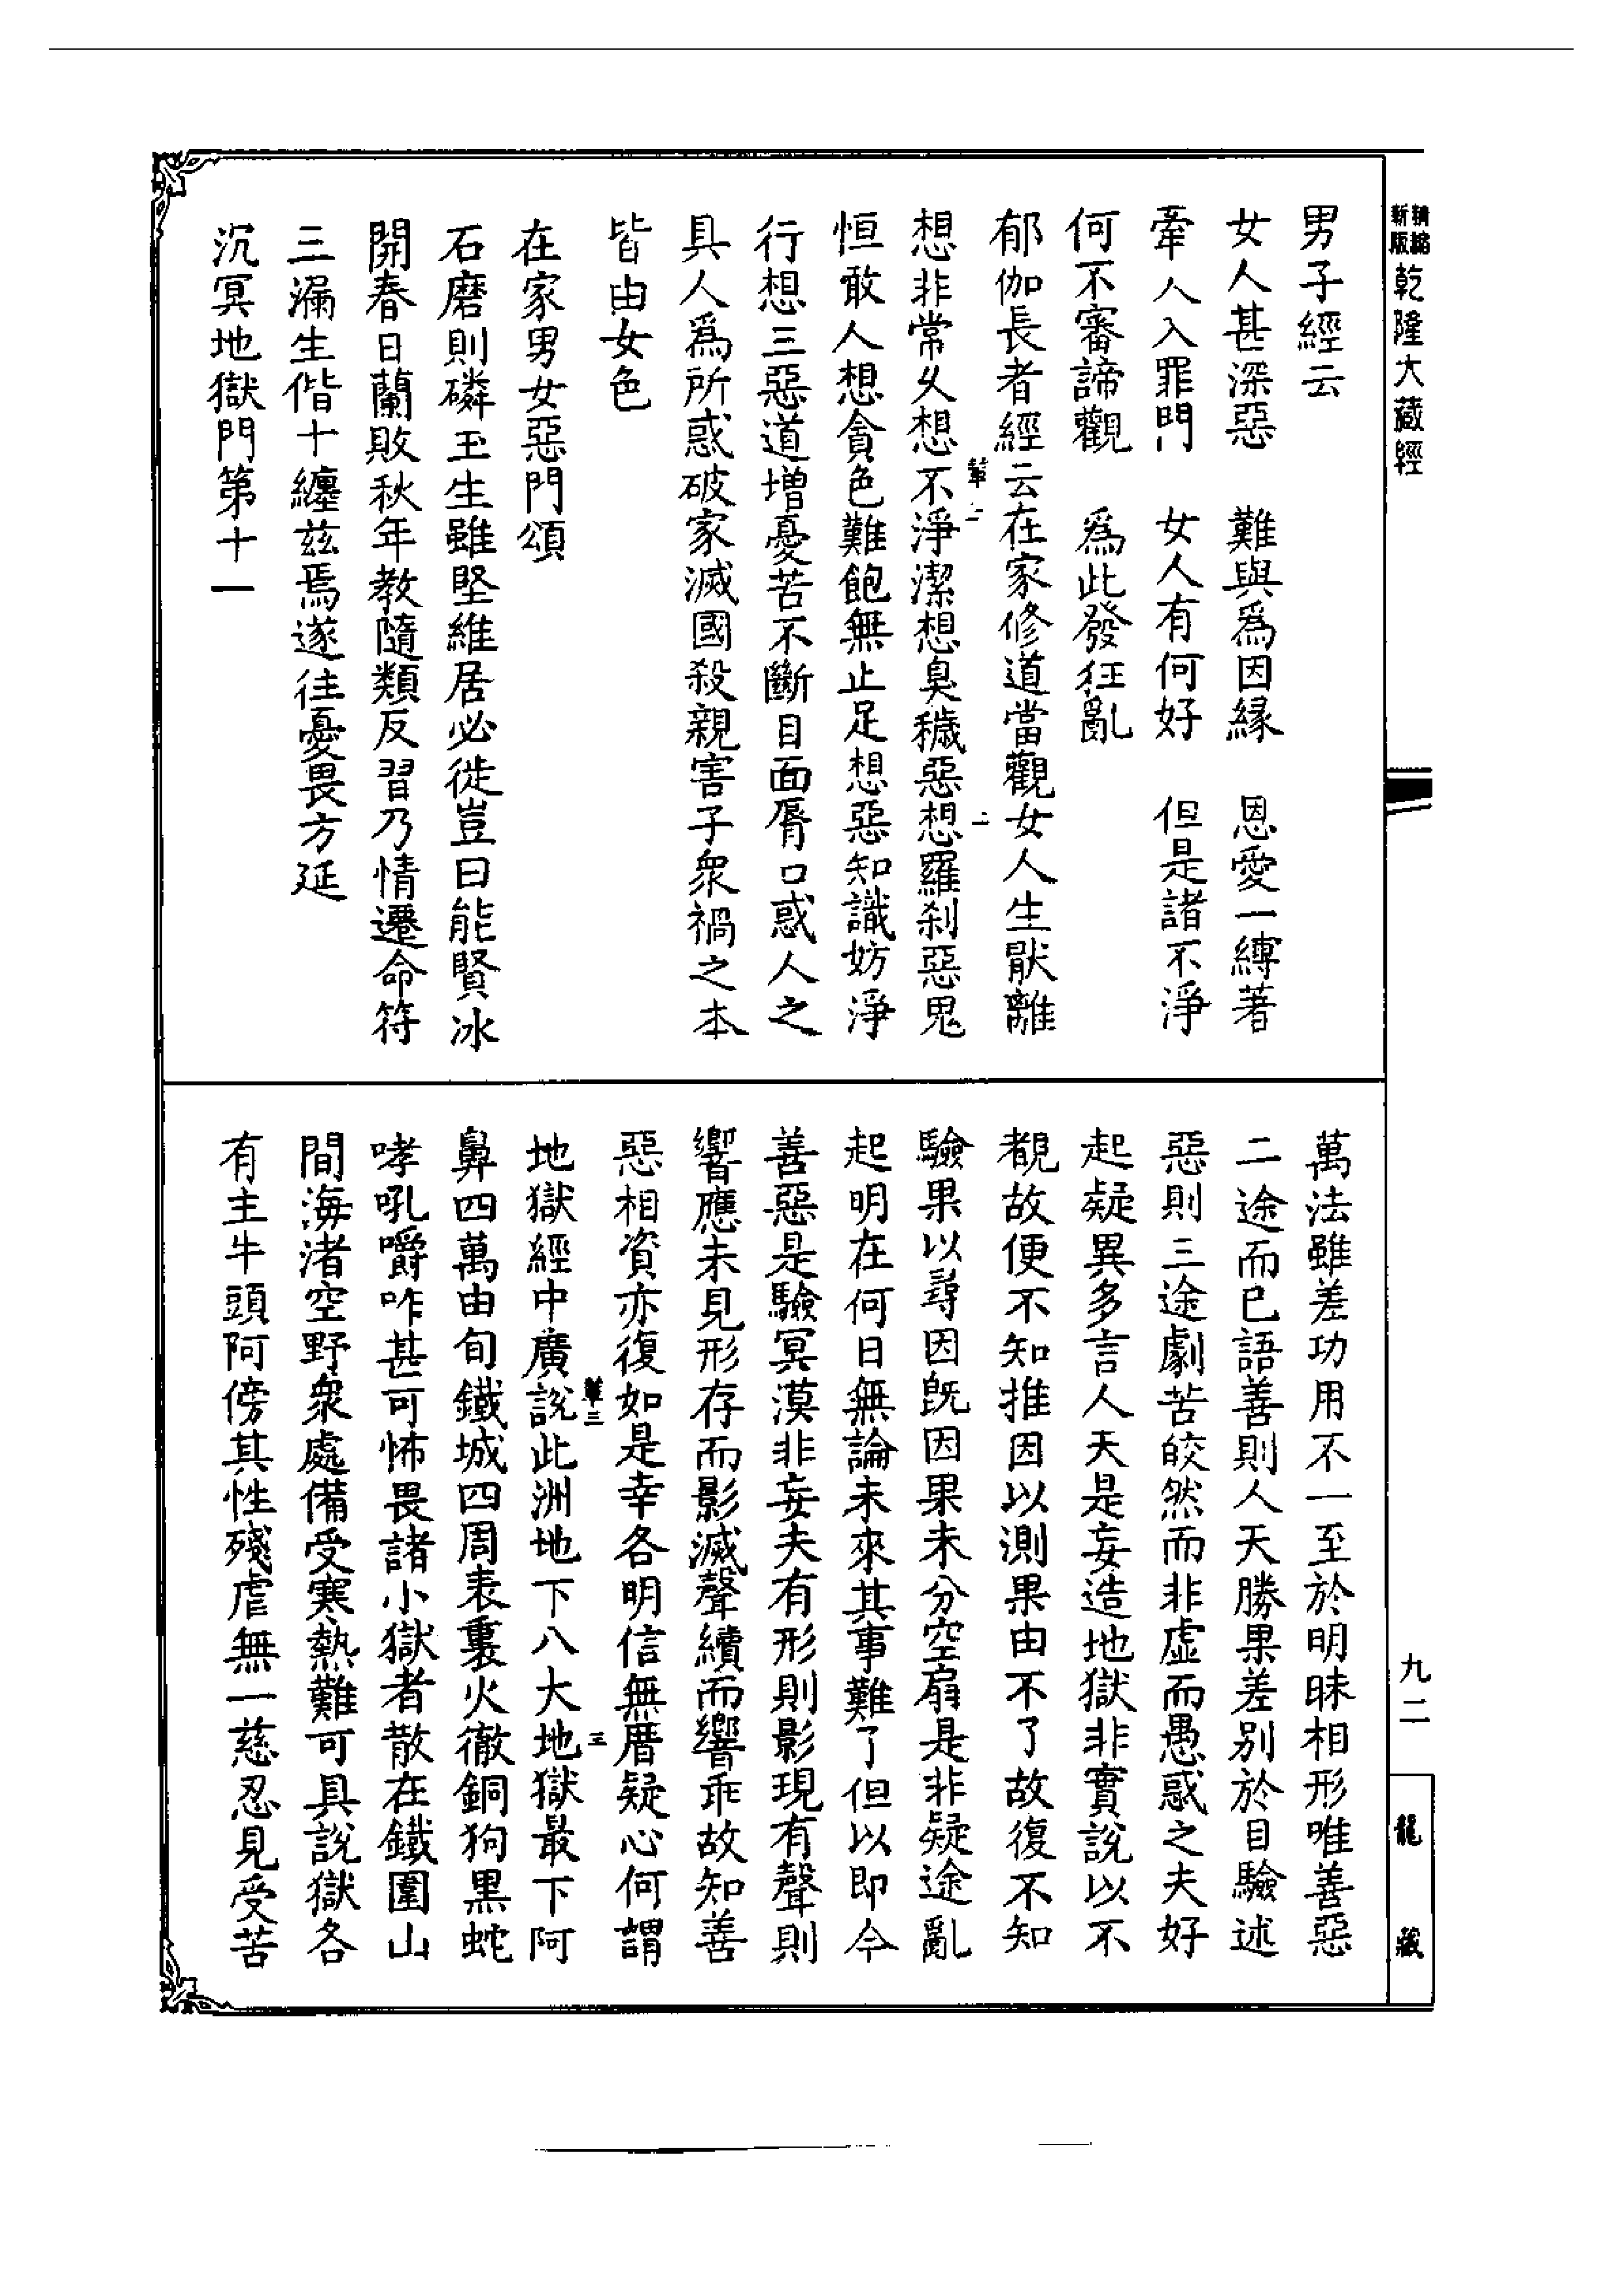 精縮
新版
乾隆大藏經
男子經云
女人甚深惡　難與爲因緣　恩愛一縛著
牽人入罪門　女人有何好　但是諸不淨
何不審諦觀　爲此發狂亂
郁伽長者經云在家修道當觀女人生厭離
想非常乆想不淨潔想臭穢惡想羅刹惡鬼
恒敢人想貪色難飽無止足想惡知識妨淨
行想三惡道增憂苦不斷目面脣口惑人之
具人爲所惑破家滅國殺親害子衆禍之本
皆由女色
在家男女惡門頌
石磨則磷玉生雖堅維居必徙豈曰能賢冰
開春日蘭敗秋年教隨類反習乃情遷命符
三漏生偕十纏茲焉遂往憂畏方延
沉冥地獄門第十一
萬法雖差功用不一至於明昧相形唯善惡
二途而已語善則人天勝果差别於目驗述
惡則三途劇苦皎然而非虛而愚惑之夫好
起疑異多言人天是妄造地獄非實說以不
覩故便不知推因以測果由不了故復不知
驗果以尋因旣因果未分空扇是非疑途亂
起明在何日無論未來其事難了但以即今
善惡是驗冥漠非妄夫有形則影現有聲則
響應未見形存而影滅聲續而響乖故知善
惡相資亦復如是幸各明信無厝疑心何謂
地獄經中廣說此洲地下八大地獄最下阿
鼻四萬由旬鐵城四周表裏火徹銅狗黑蛇
哮吼嚼咋甚可怖畏諸小獄者散在鐵圍山
間海渚空野衆處備受寒熱難可具說獄各
有主牛頭阿傍其性殘虐無一慈忍見受苦
九二
龍藏